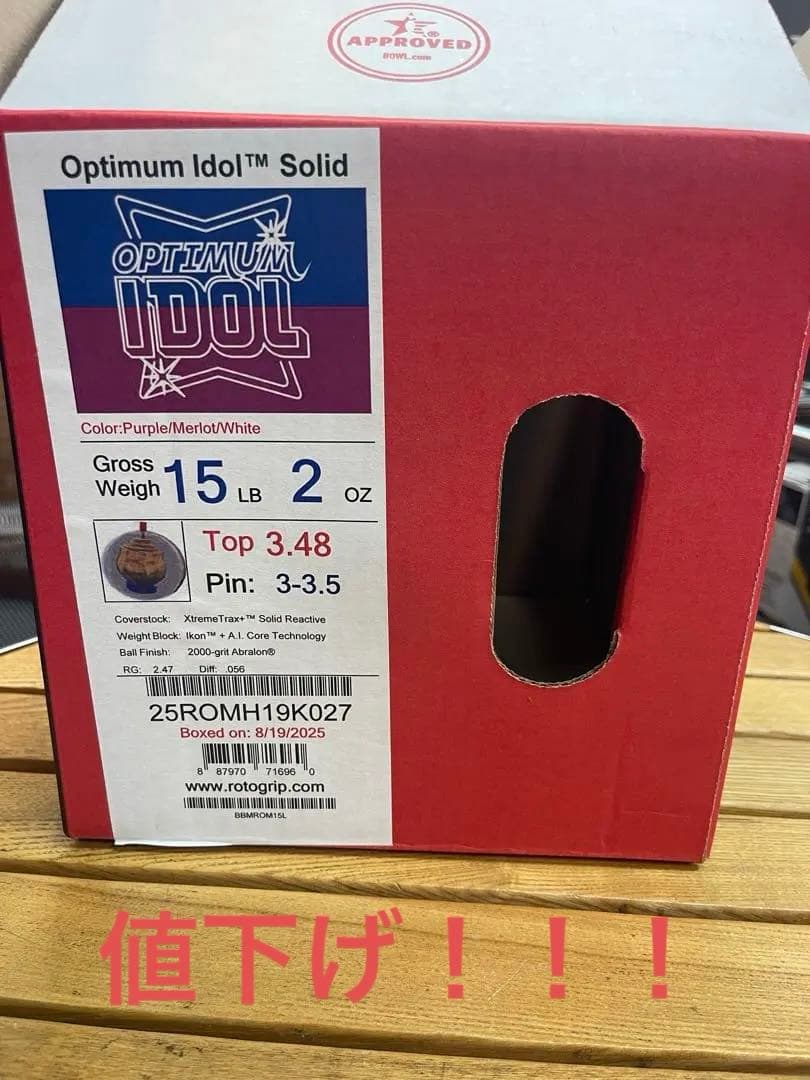 APPROVED
BOWL.com
Optimum Idol™ Solid
OPTIMUM
IDOL
Color:Purple/Merlot/White
Gross
Weigh 15 LB 2 OZ
Top 3.48
Pin: 3-3.5
Coverstock: XtremeTrax+™ Solid Reactive
Weight Block: Ikon™ + A.I. Core Technology
Ball Finish: 2000-grit Abralon®
RG: 2.47 Diff: .056
25ROMH19K027
Boxed on: 8/19/2025
8 87970 71696 0
www.rotogrip.com
BBMROM15L
値下げ！！！